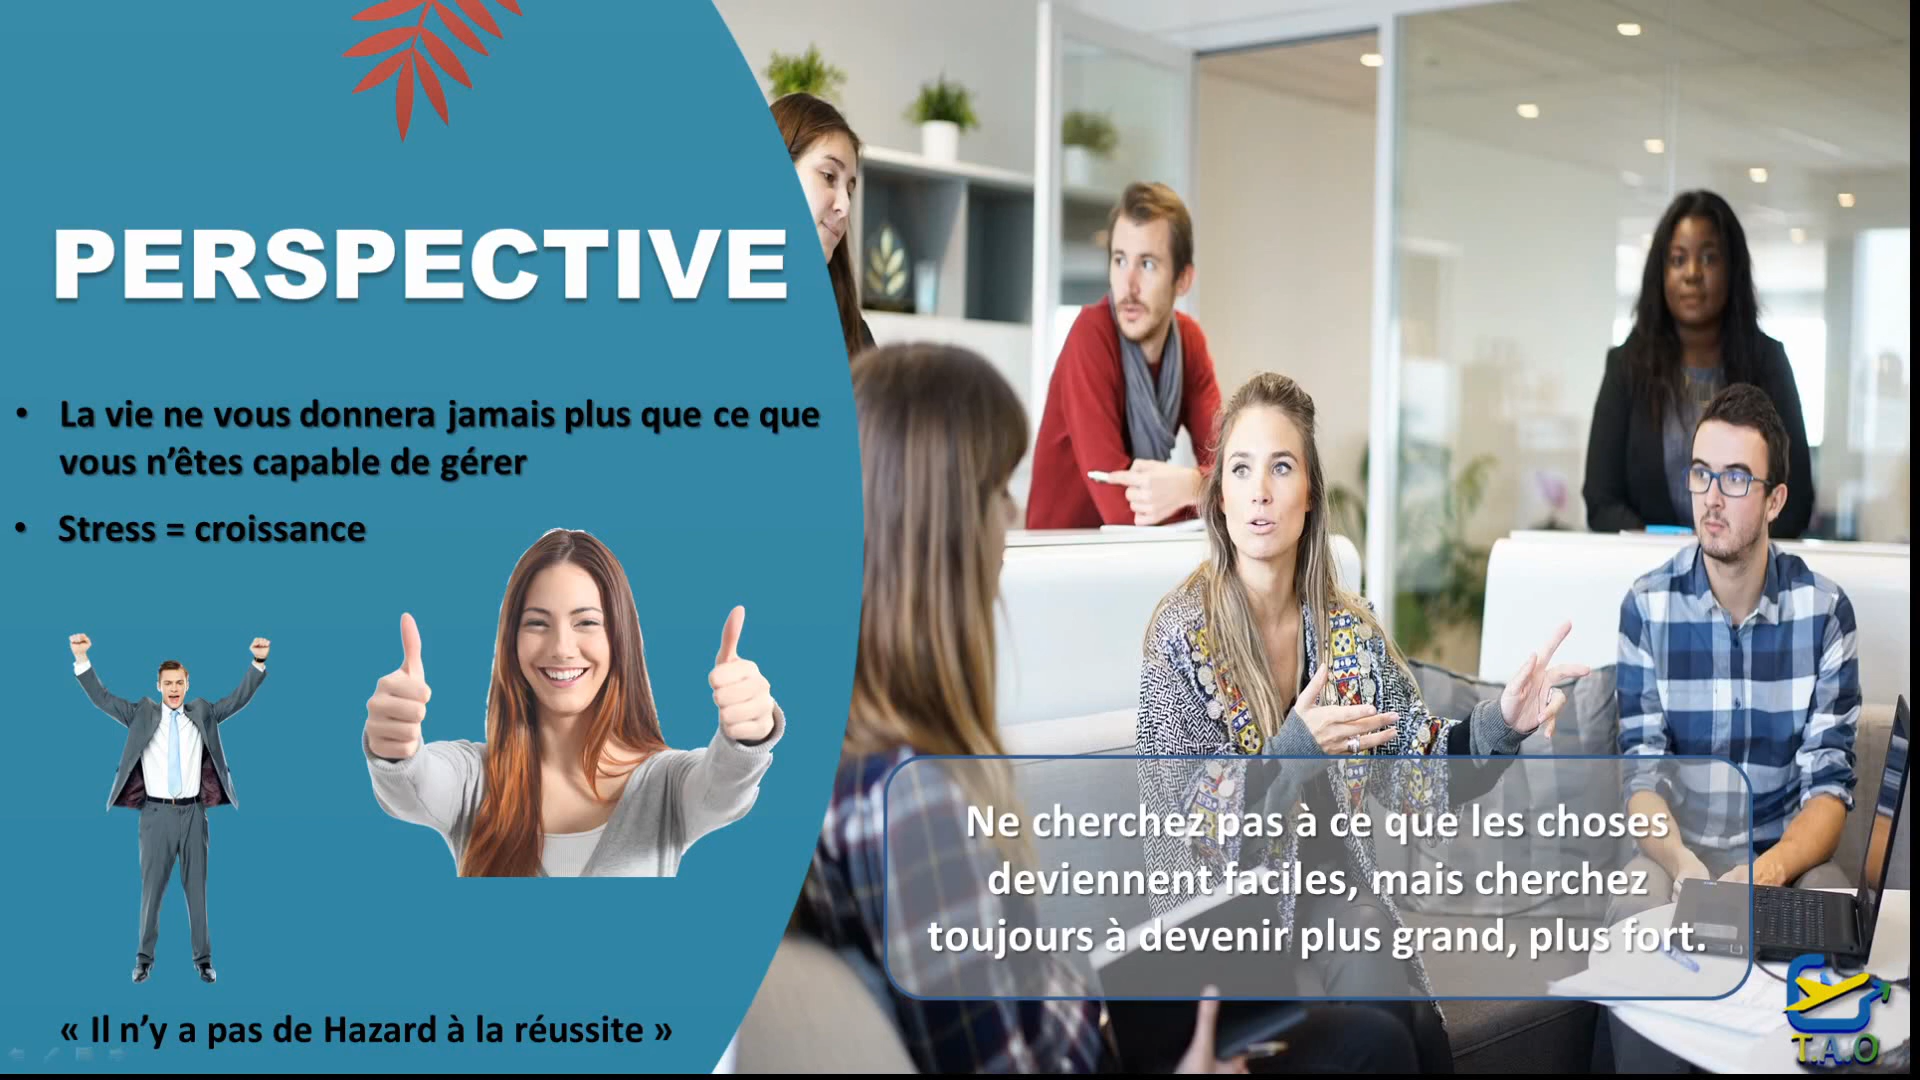 PERSPECTIVE
• La vie ne vous donnera jamais plus que ce que
vous n’êtes capable de gérer
• Stress = croissance
« Il n’y a pas de Hazard à la réussite »
Ne cherchez pas à ce que les choses
deviennent faciles, mais cherchez
toujours à devenir plus grand, plus fort.
T.A.O